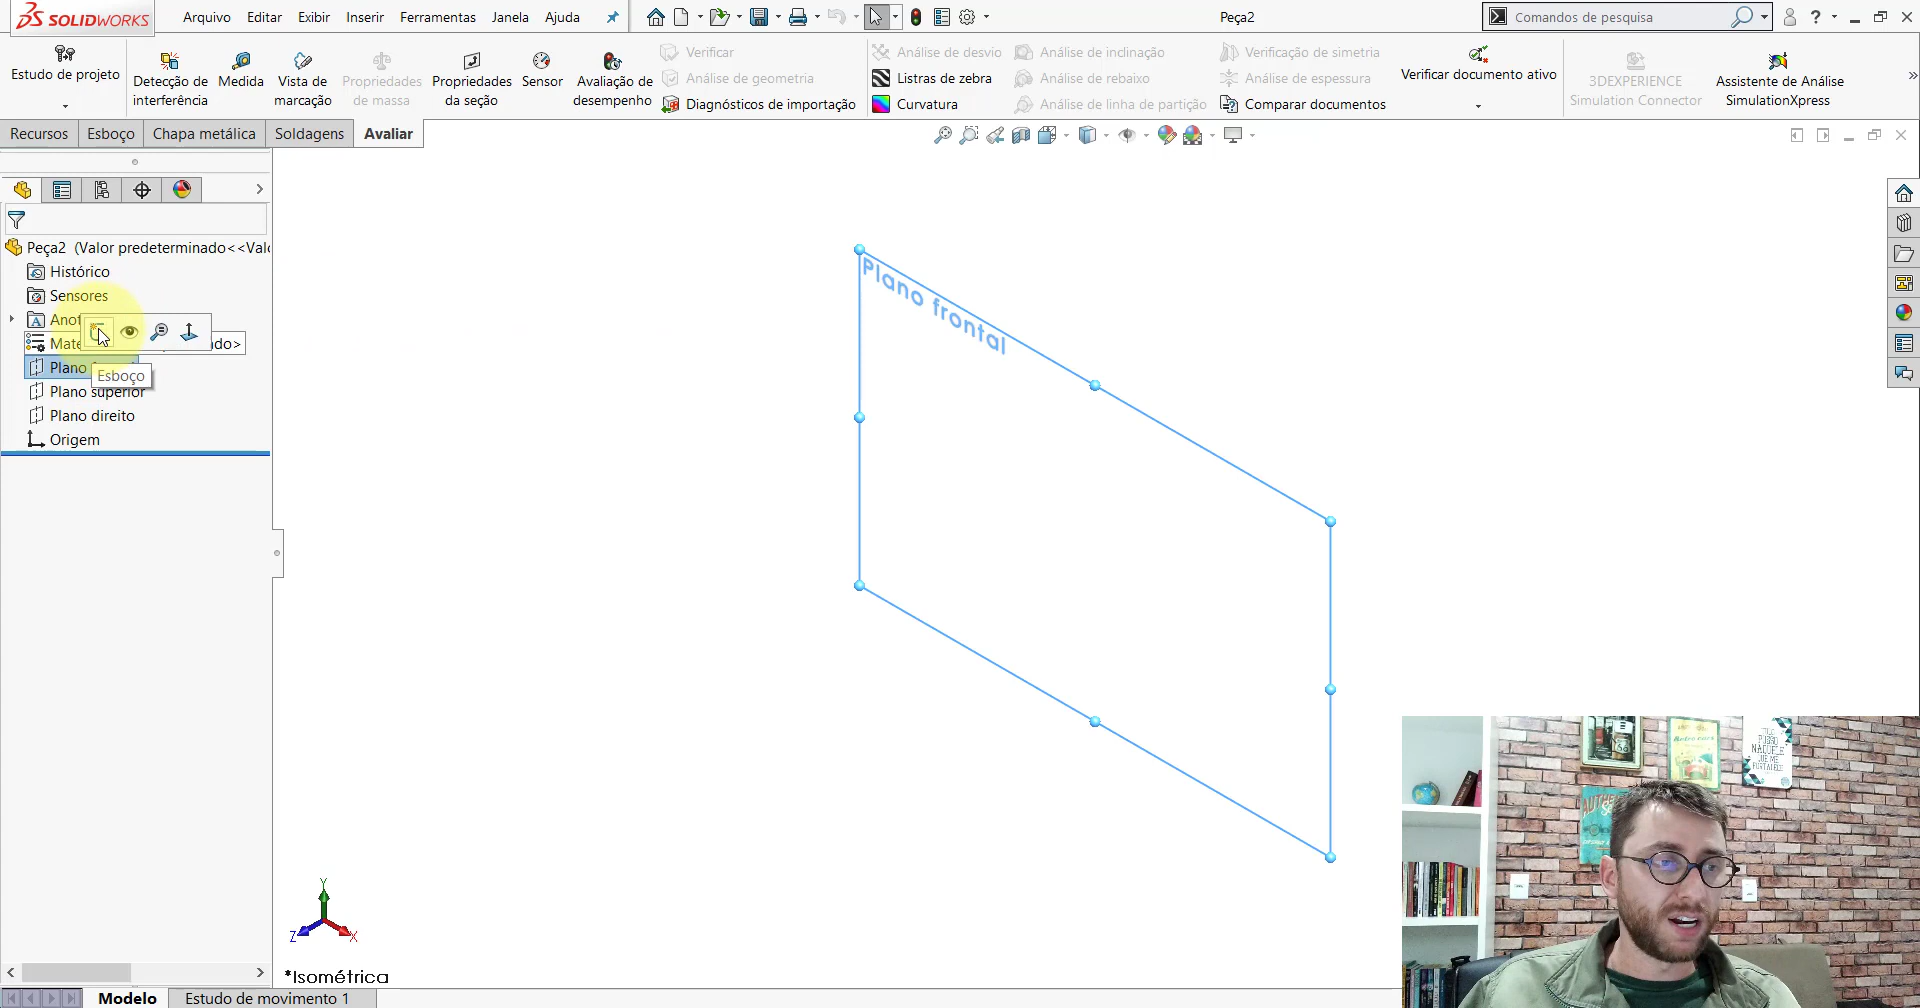 SOLIDWORKS
Arquivo Editar Exibir Inserir Ferramentas Janela Ajuda
Peça2
Comandos de pesquisa
Estudo de projeto
Detecção de interferência
Medida
Vista de marcação
Propriedades de massa
Propriedades da seção
Sensor
Avaliação de desempenho
Verificar
Análise de geometria
Diagnósticos de importação
Análise de desvio
Listras de zebra
Curvatura
Análise de inclinação
Análise de rebaixo
Análise de linha de partição
Verificação de simetria
Análise de espessura
Comparar documentos
Verificar documento ativo
3DEXPERIENCE
Simulation Connector
Assistente de Análise
SimulationXpress
Recursos Esboço Chapa metálica Soldagens Avaliar
Peça2 (Valor predeterminado<<Val
Histórico
Sensores
Anot
Mate do>
Plano
Esboço
Plano superior
Plano direito
Origem
Plano frontal
Y
Z X
*Isométrica
Modelo Estudo de movimento 1
PUSSO
NAQUELE
QUE ME
FORTALECE